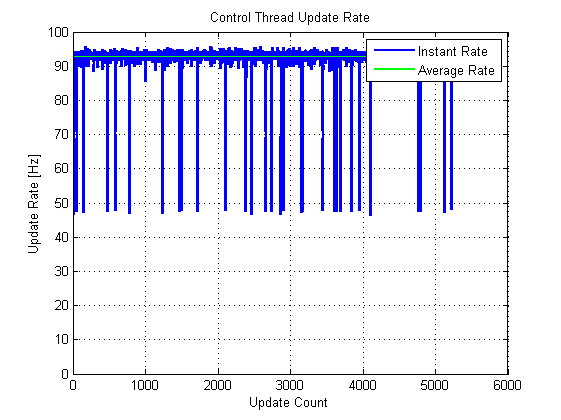 Control Thread Update Rate
100
90
80
70
60
50
40
30
20
10
0
Update Rate [Hz]
Instant Rate
Average Rate
0 1000 2000 3000 4000 5000 6000
Update Count